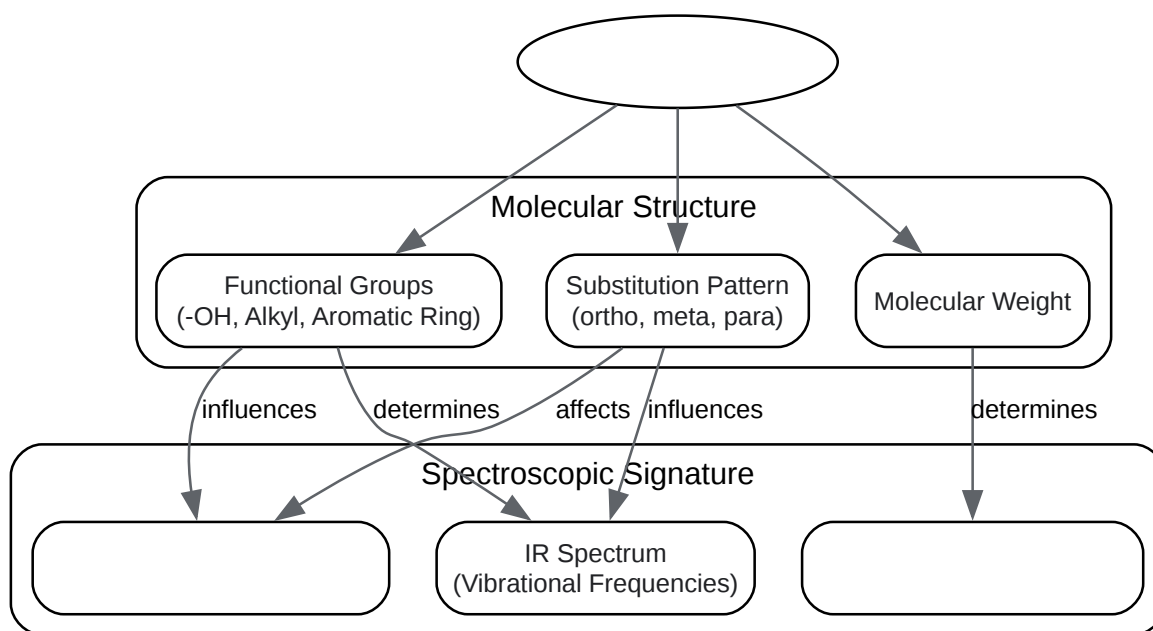 Molecular Structure
Functional Groups
(-OH, Alkyl, Aromatic Ring)
Substitution Pattern
(ortho, meta, para)
Molecular Weight
influences
determines
affects
influences
determines
Spectroscopic Signature
IR Spectrum
(Vibrational Frequencies)